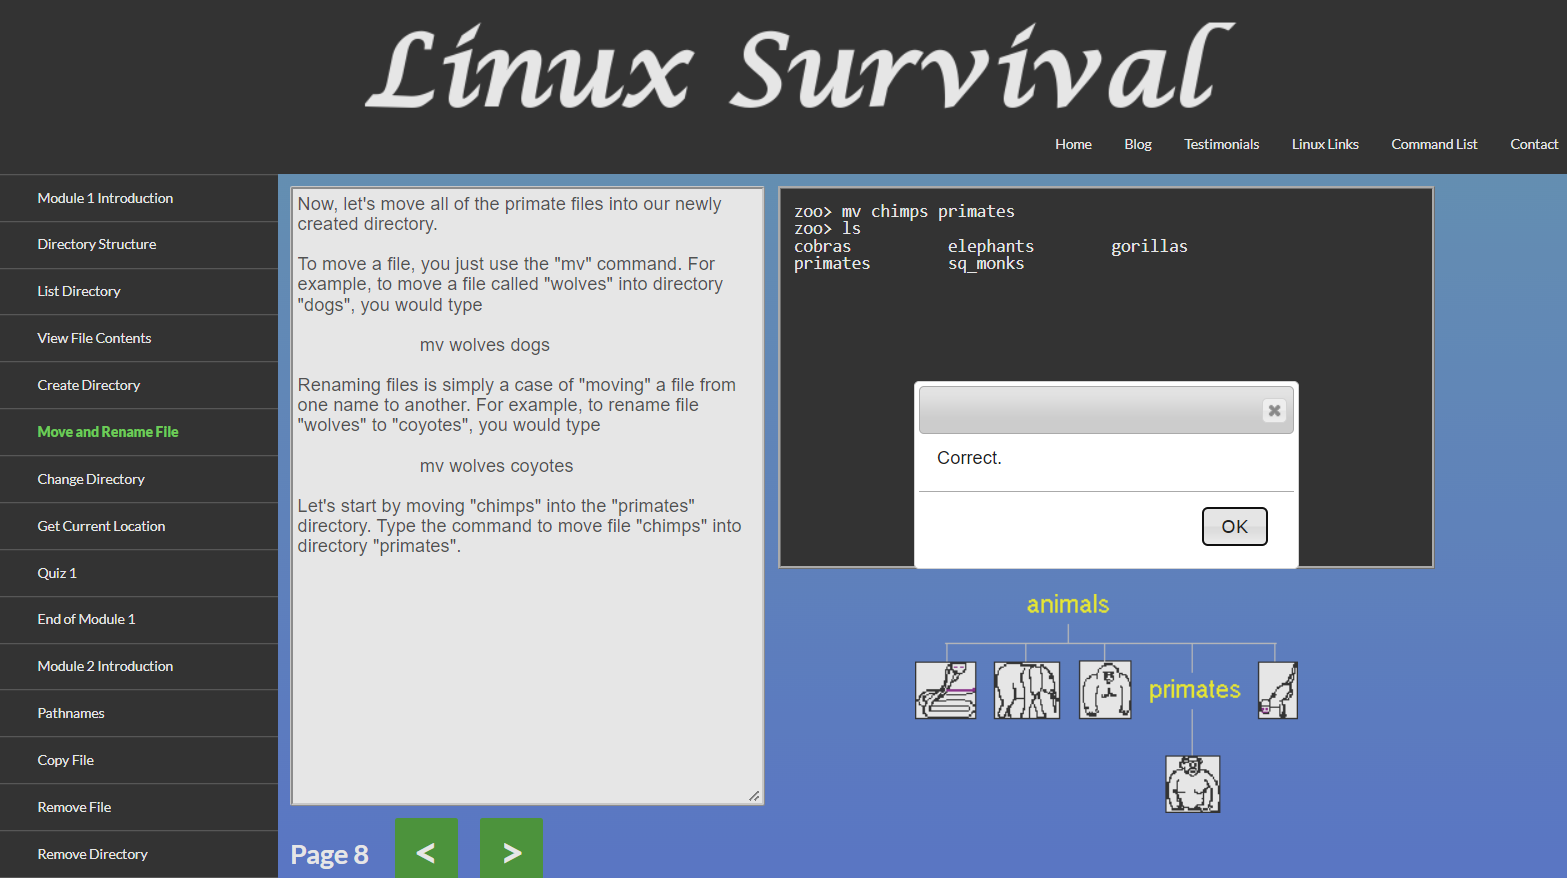 Linux Survival
Home Blog Testimonials Linux Links Command List Contact
Module 1 Introduction
Directory Structure
List Directory
View File Contents
Create Directory
Move and Rename File
Change Directory
Get Current Location
Quiz 1
End of Module 1
Module 2 Introduction
Pathnames
Copy File
Remove File
Remove Directory
Now, let's move all of the primate files into our newly
created directory.
To move a file, you just use the "mv" command. For
example, to move a file called "wolves" into directory
"dogs", you would type
mv wolves dogs
Renaming files is simply a case of "moving" a file from
one name to another. For example, to rename file
"wolves" to "coyotes", you would type
mv wolves coyotes
Let's start by moving "chimps" into the "primates"
directory. Type the command to move file "chimps" into
directory "primates".
Page 8 < >
zoo> mv chimps primates
zoo> ls
cobras elephants gorillas
primates sq_monks
Correct.
OK
animals
primates